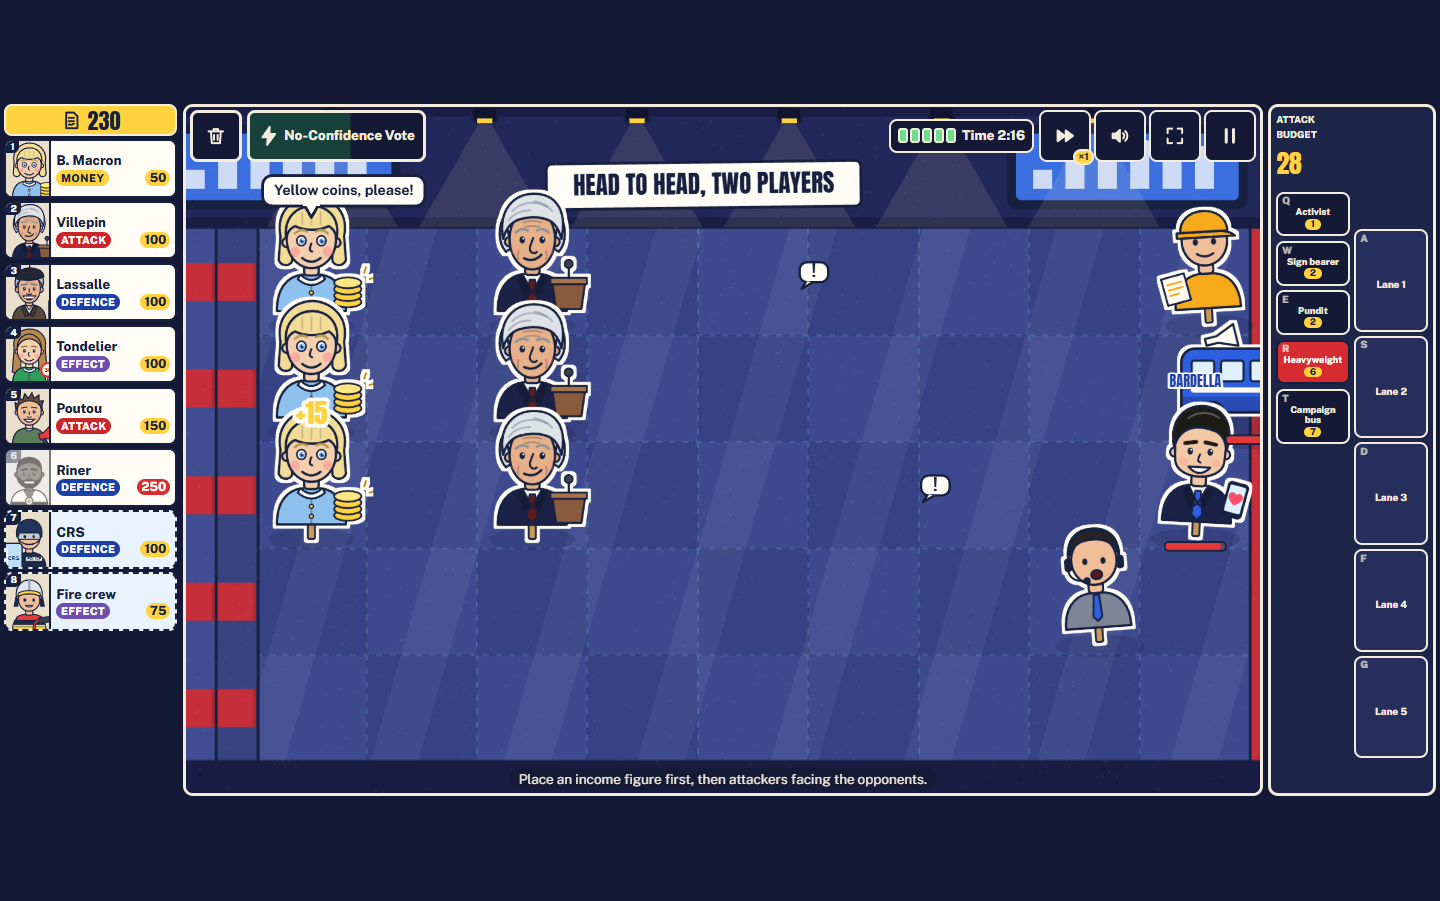 230
1
B. Macron
MONEY 50
2
Villepin
ATTACK 100
3
Lassalle
DEFENCE 100
4
Tondelier
EFFECT 100
5
Poutou
ATTACK 150
6
Riner
DEFENCE 250
7
CRS
DEFENCE 100
CRS
8
Fire crew
EFFECT 75
No-Confidence Vote
Time 2:16
×1
Yellow coins, please!
HEAD TO HEAD, TWO PLAYERS
!
BARDELLA
+15
!
Place an income figure first, then attackers facing the opponents.
ATTACK
BUDGET
28
Q
Activist
1
W
Sign bearer
2
E
Pundit
2
R
Heavyweight
6
T
Campaign
bus
7
A
Lane 1
S
Lane 2
D
Lane 3
F
Lane 4
G
Lane 5